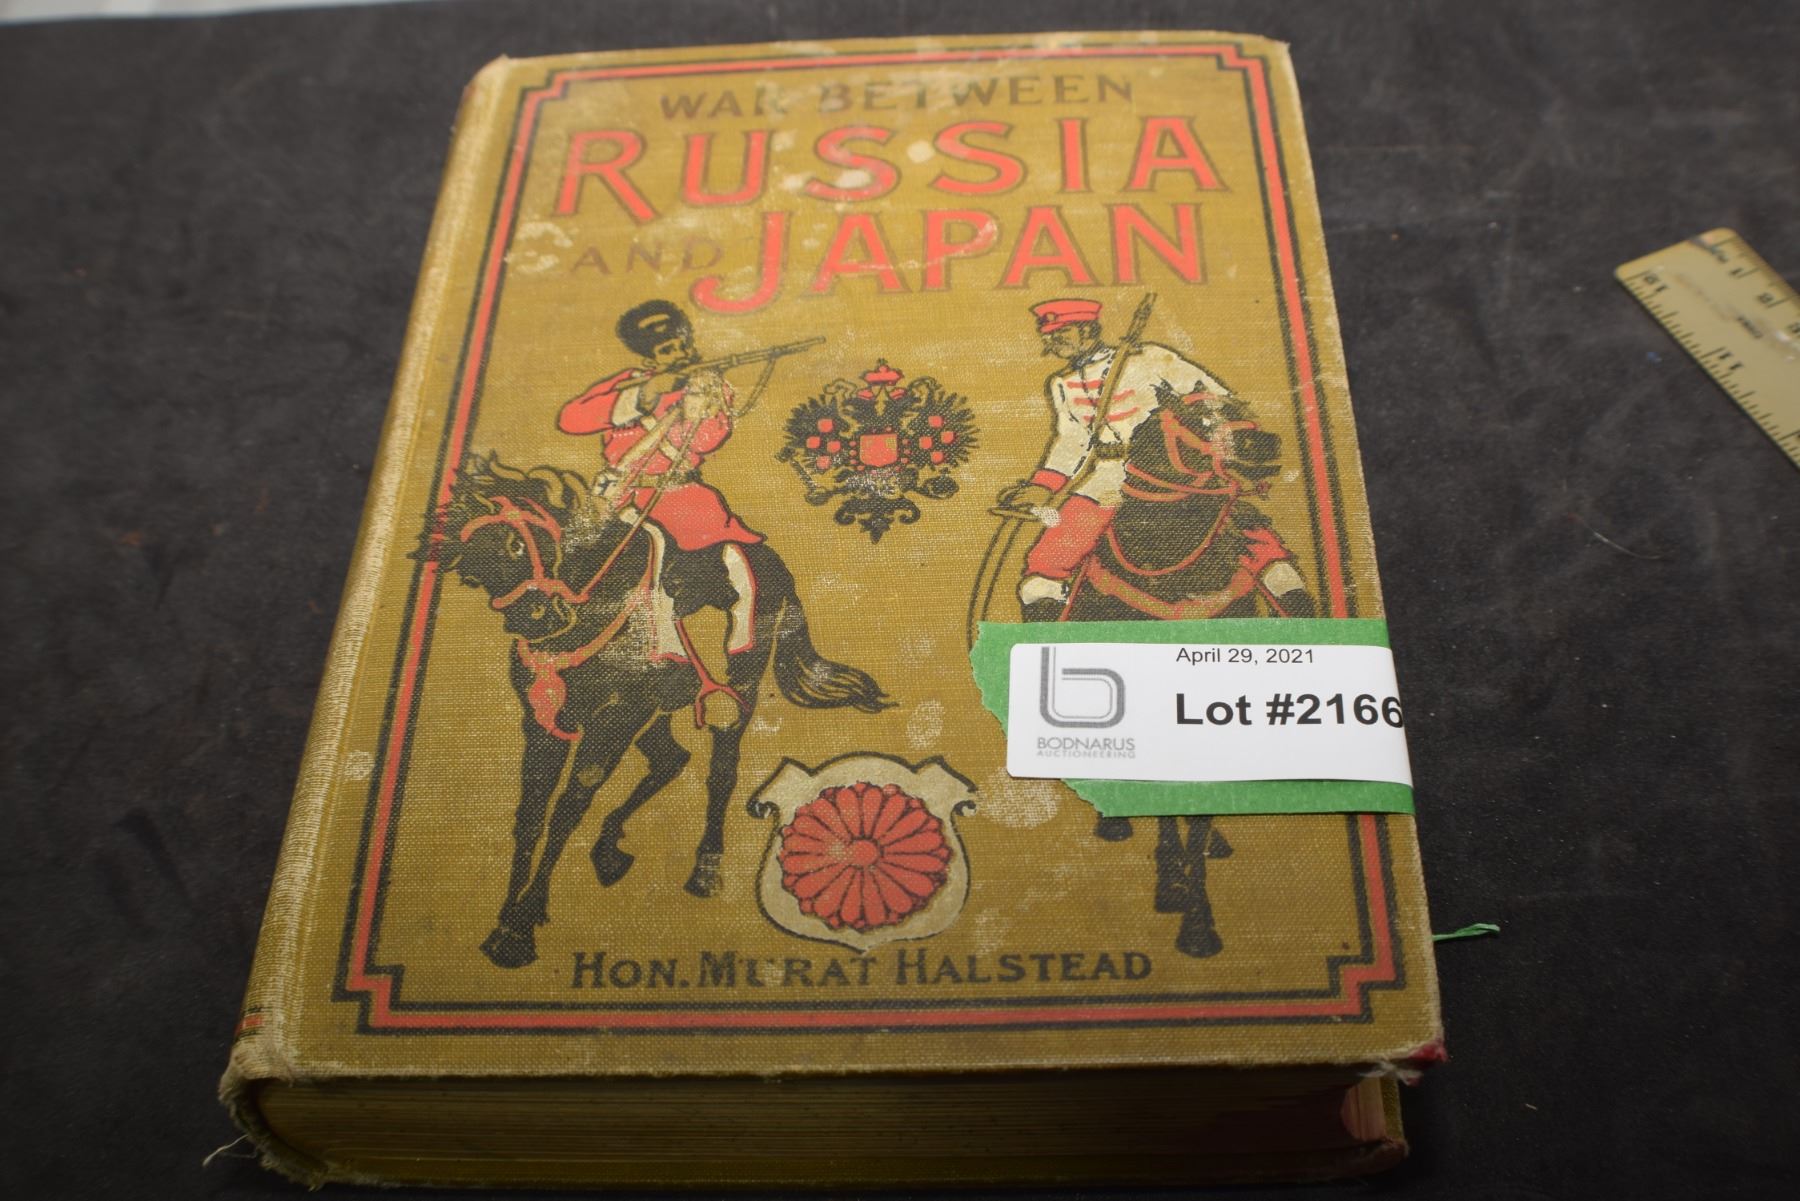 WAR BETWEEN
RUSSIA
AND JAPAN
April 29, 2021
Lot #2166
BODNARUS
AUCTIONEERING
HON. MURAT HALSTEAD